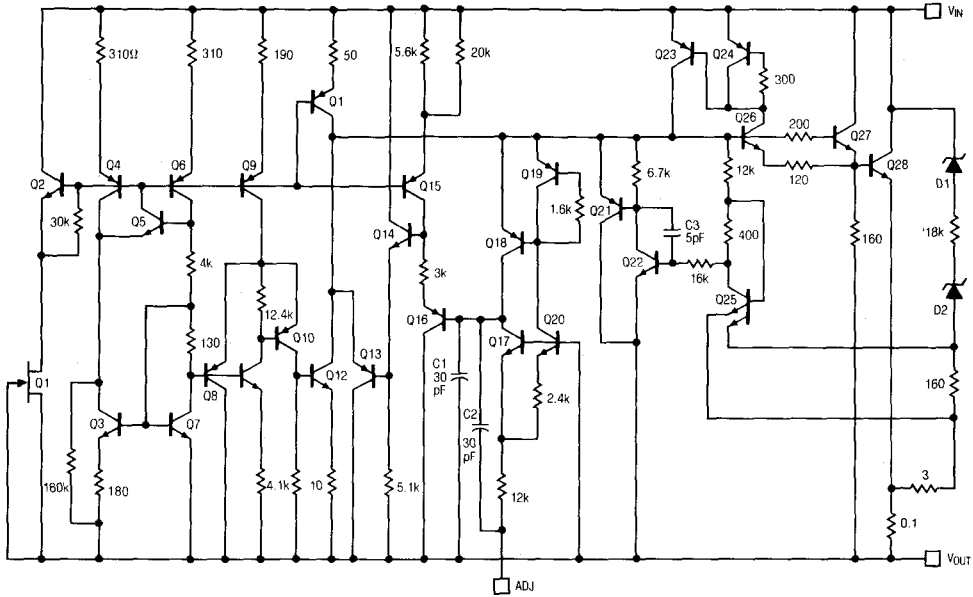 VIN
310Ω
310
190
50
5.6k
20k
Q23
Q24
300
Q1
Q26
200
Q27
Q28
120
Q2
Q4
Q6
Q9
Q15
Q19
6.7k
12k
D1
30k
Q5
Q14
1.6k
Q21
C3
5pF
400
160
18k
4k
3k
Q18
Q22
16k
Q25
D2
12.4k
Q10
Q16
Q17
Q20
130
Q8
Q12
Q13
C1
30
pF
2.4k
160
Q1
Q3
Q7
C2
30
pF
160k
180
4.1k
10
5.1k
12k
3
0.1
VOUT
ADJ